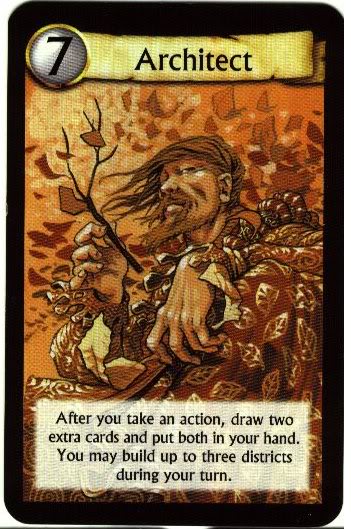 7
Architect
After you take an action, draw two
extra cards and put both in your hand.
You may build up to three districts
during your turn.